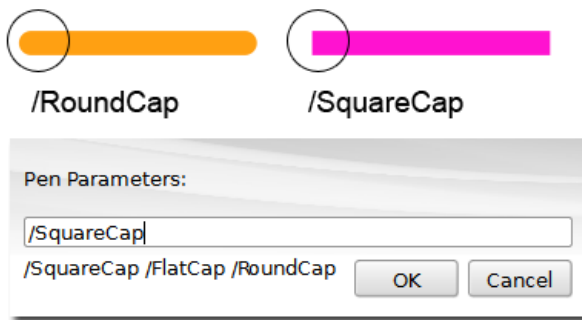 /RoundCap
/SquareCap
Pen Parameters:
/SquareCap
/SquareCap /FlatCap /RoundCap
OK
Cancel